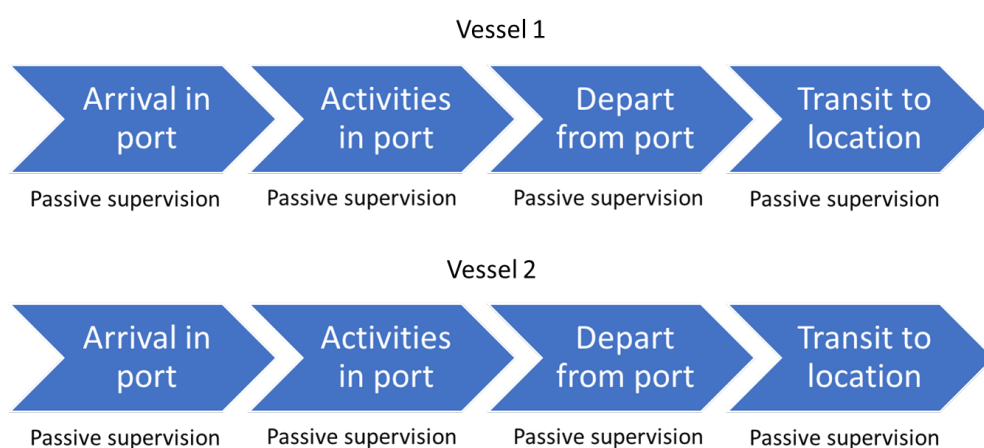 Vessel 1
Arrival in
port
Activities
in port
Depart
from port
Transit to
location
Passive supervision
Passive supervision
Passive supervision
Passive supervision
Vessel 2
Arrival in
port
Activities
in port
Depart
from port
Transit to
location
Passive supervision
Passive supervision
Passive supervision
Passive supervision